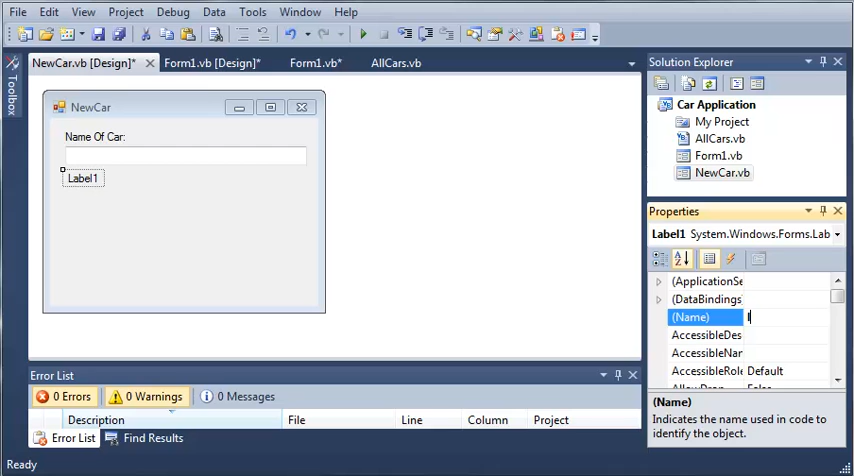 File Edit View Project Debug Data Tools Window Help
NewCar.vb [Design]* Form1.vb [Design]* Form1.vb* AllCars.vb
Toolbox
NewCar
Name Of Car:
Label1
Solution Explorer
Car Application
My Project
AllCars.vb
Form1.vb
NewCar.vb
Properties
Label1 System.Windows.Forms.Lab
(ApplicationSe
(DataBindings)
(Name)
AccessibleDes
AccessibleNar
AccessibleRole Default
AllowDrop False
(Name)
Indicates the name used in code to
identify the object.
Error List
0 Errors 0 Warnings 0 Messages
Description File Line Column Project
Error List Find Results
Ready